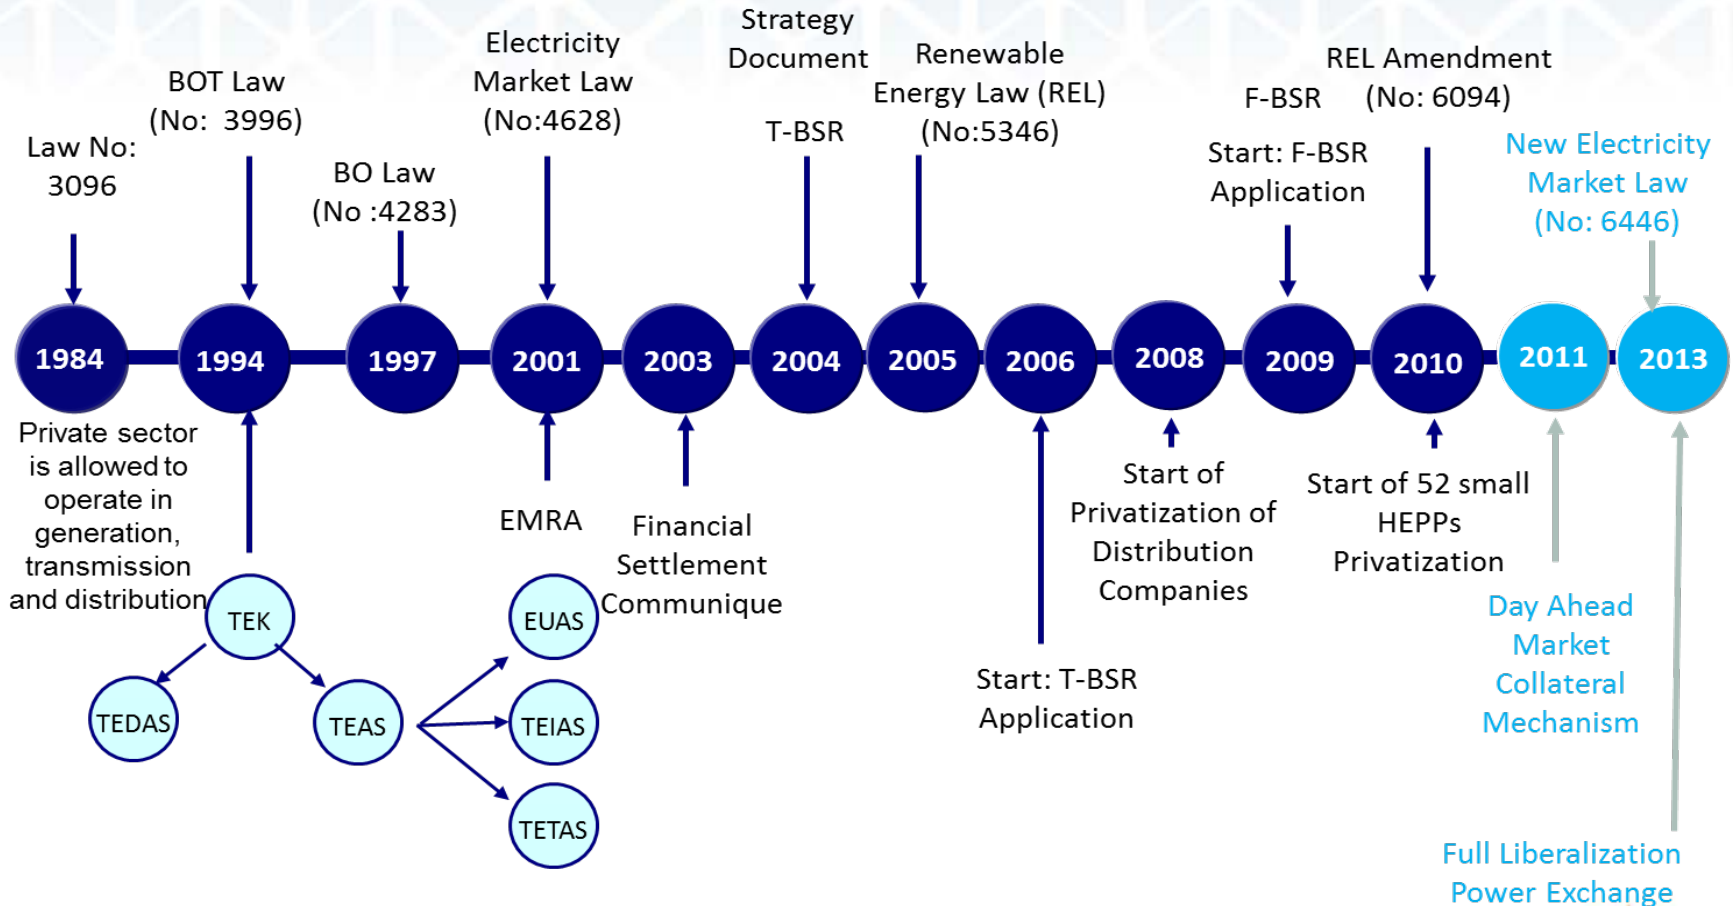 Law No:
3096
BOT Law
(No:  3996)
BO Law
(No :4283)
Electricity
Market Law
(No:4628)
Strategy
Document
T-BSR
Renewable
Energy Law (REL)
(No:5346)
F-BSR
Start: F-BSR
Application
REL Amendment
(No: 6094)
New Electricity
Market Law
(No: 6446)
1984
1994
1997
2001
2003
2004
2005
2006
2008
2009
2010
2011
2013
Private sector
is allowed to
operate in
generation,
transmission
and distribution
TEK
TEDAS
TEAS
EMRA
EUAS
TEIAS
TETAS
Financial
Settlement
Communique
Start: T-BSR
Application
Start of
Privatization of
Distribution
Companies
Start of 52 small
HEPPs
Privatization
Day Ahead
Market
Collateral
Mechanism
Full Liberalization
Power Exchange